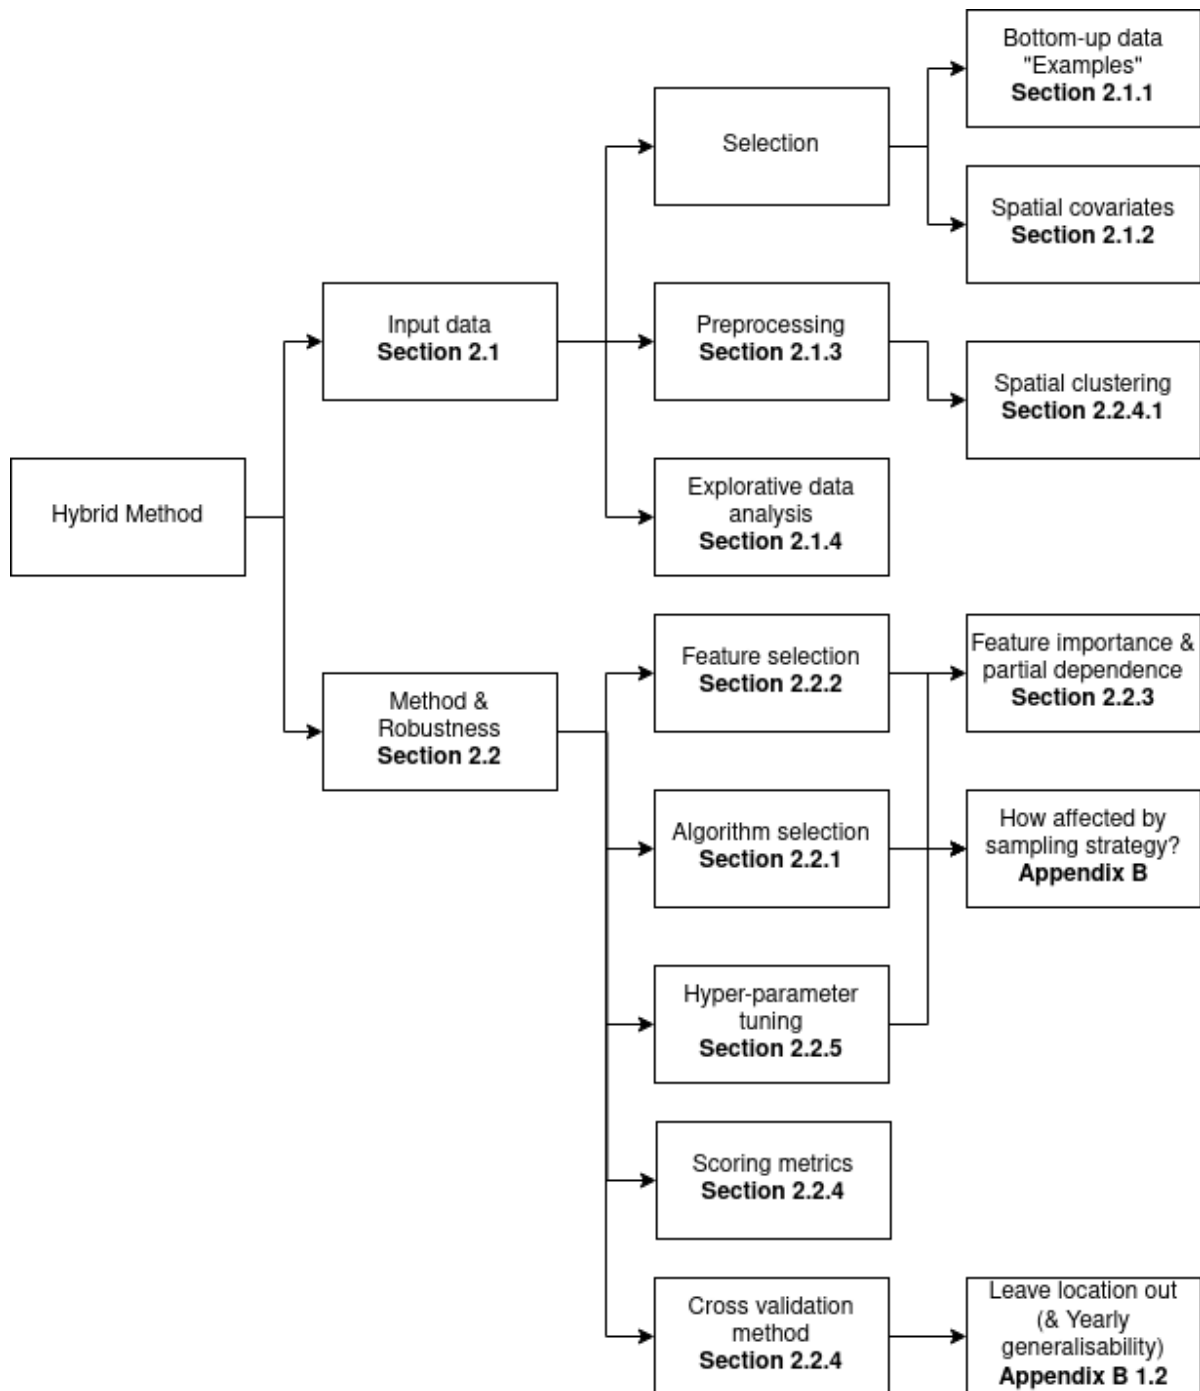 Bottom-up data
"Examples"
Section 2.1.1
Selection
Spatial covariates
Section 2.1.2
Input data
Section 2.1
Preprocessing
Section 2.1.3
Spatial clustering
Section 2.2.4.1
Hybrid Method
Explorative data
analysis
Section 2.1.4
Method &
Robustness
Section 2.2
Feature selection
Section 2.2.2
Feature importance &
partial dependence
Section 2.2.3
Algorithm selection
Section 2.2.1
How affected by
sampling strategy?
Appendix B
Hyper-parameter
tuning
Section 2.2.5
Scoring metrics
Section 2.2.4
Cross validation
method
Section 2.2.4
Leave location out
(& Yearly
generalisability)
Appendix B 1.2